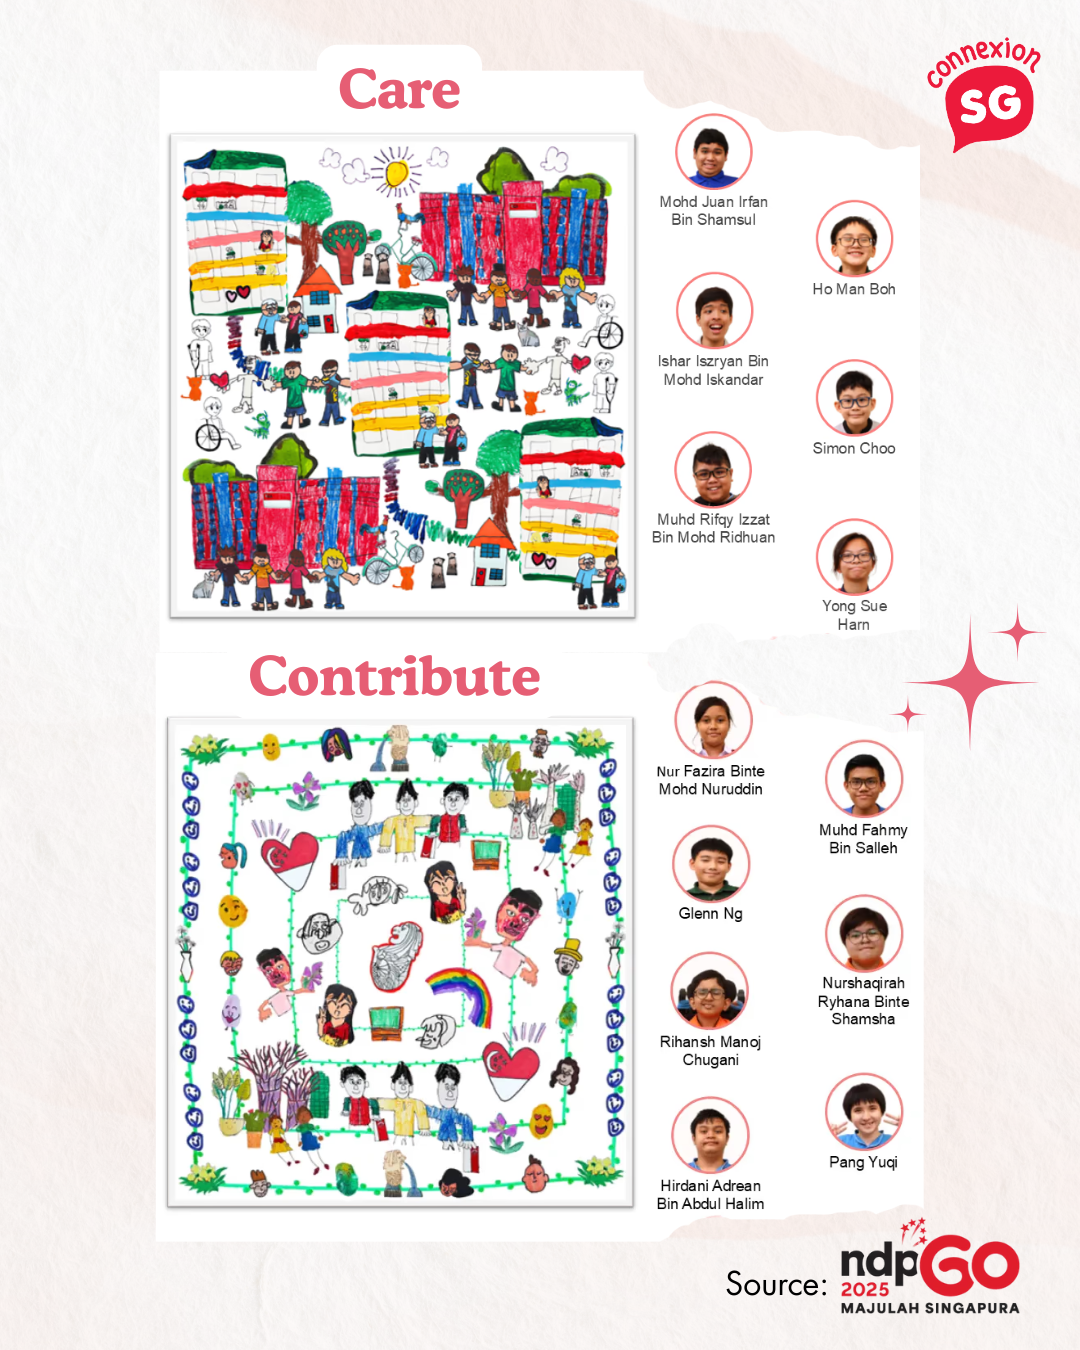 connexion
SG
Care
Mohd Juan Irfan
Bin Shamsul
Ho Man Boh
Ishar Iszryan Bin
Mohd Iskandar
Simon Choo
Muhd Rifqy Izzat
Bin Mohd Ridhuan
Yong Sue
Harn
Contribute
Nur Fazira Binte
Mohd Nuruddin
Muhd Fahmy
Bin Salleh
Glenn Ng
Nurshaqirah
Ryhana Binte
Shamsha
Rihansh Manoj
Chugani
Pang Yuqi
Hirdani Adrean
Bin Abdul Halim
Source:
ndp GO
2025
MAJULAH SINGAPURA